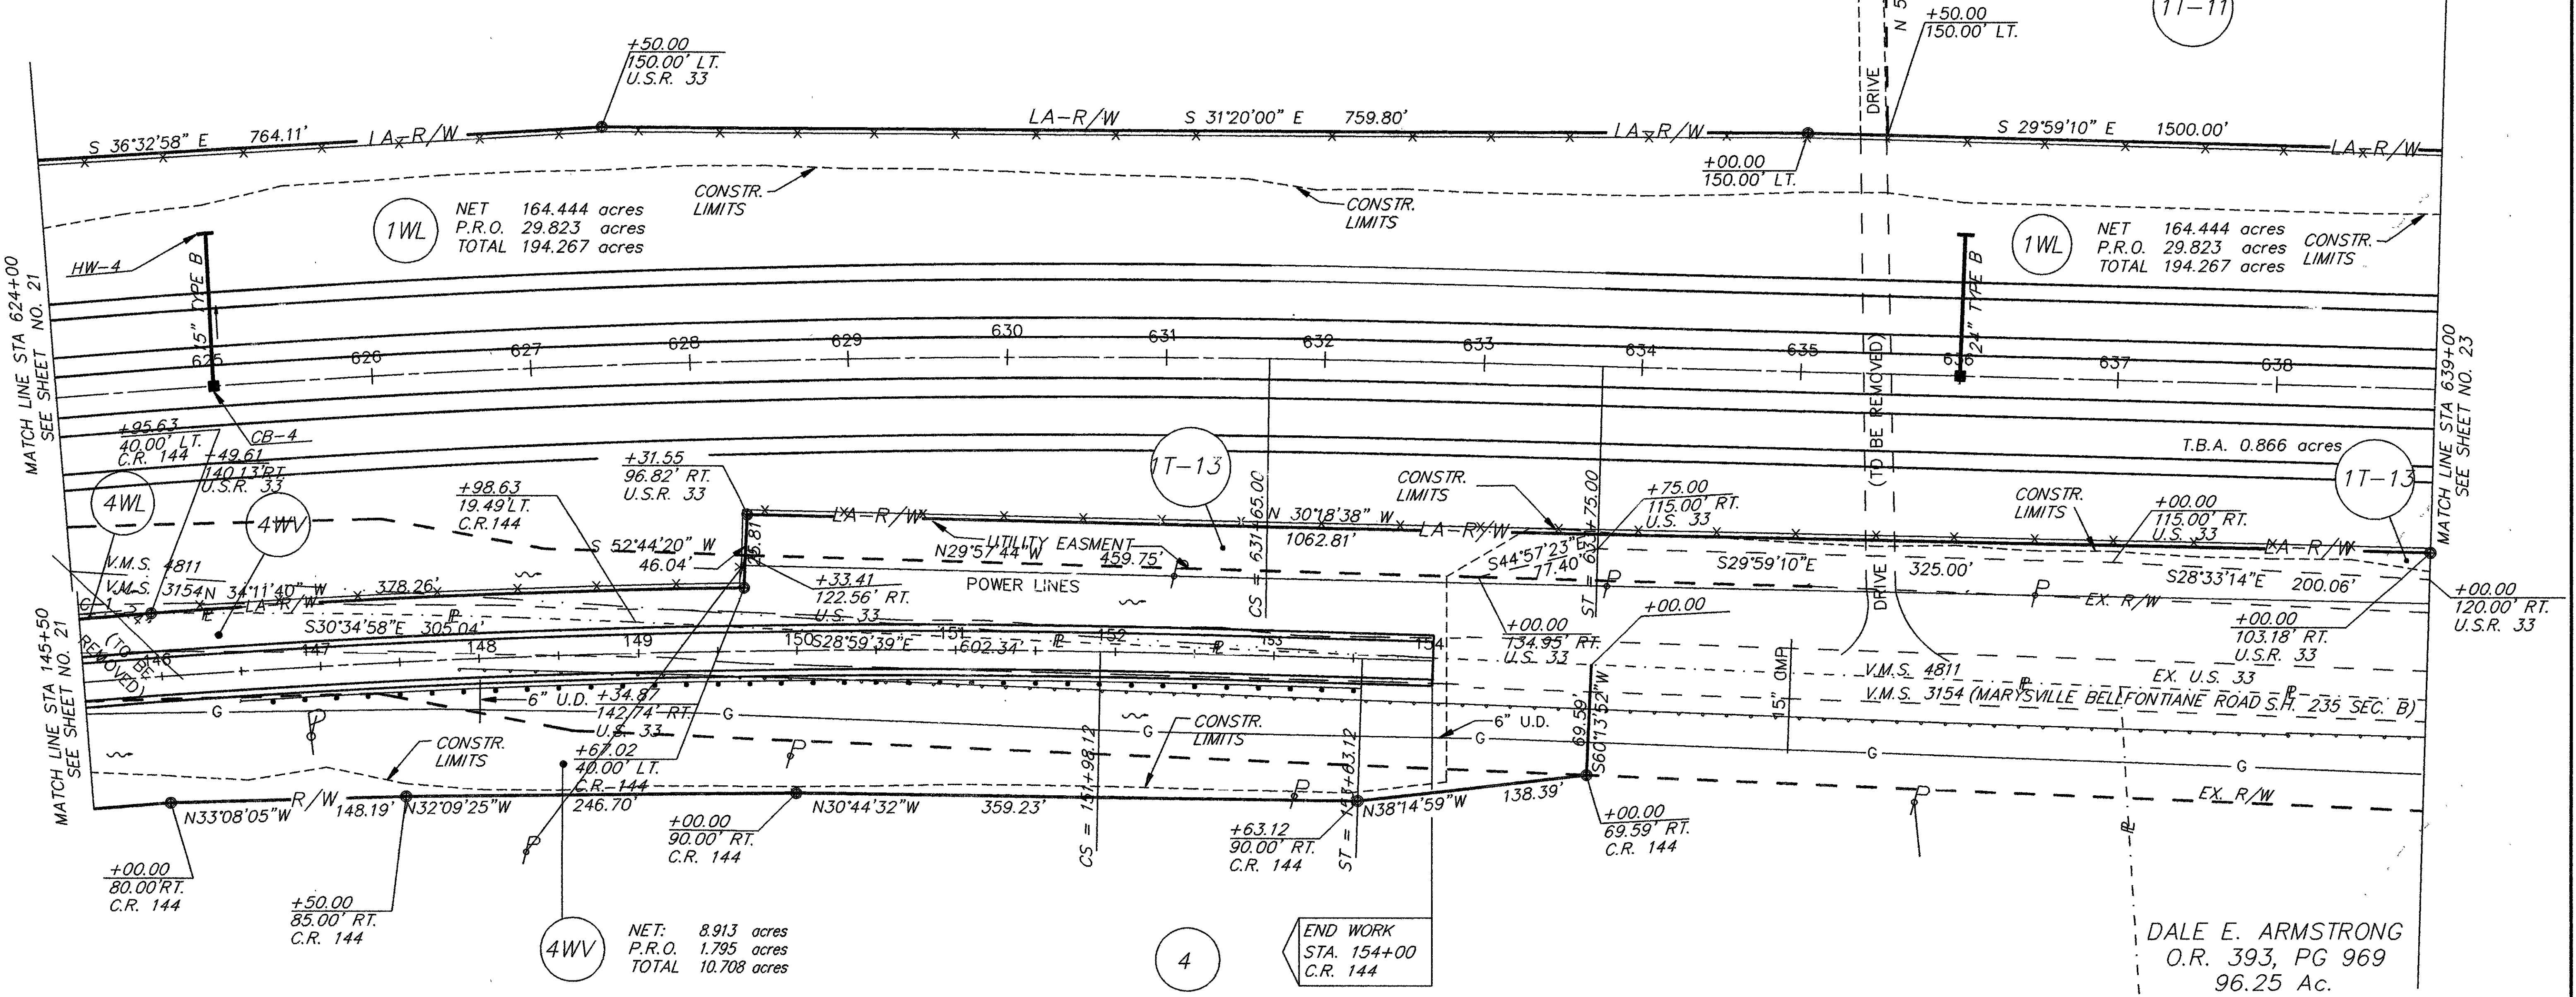 1T-11
+50.00
150.00' LT.
N 5
+50.00
150.00' LT.
U.S.R. 33
DRIVE
S 36°32'58" E 764.11' LA-R/W
LA-R/W S 31°20'00" E 759.80' LA-R/W
S 29°59'10" E 1500.00' LA-R/W
+00.00
150.00' LT.
CONSTR.
LIMITS
CONSTR.
LIMITS
CONSTR.
LIMITS
1WL
NET 164.444 acres
P.R.O. 29.823 acres
TOTAL 194.267 acres
1WL
NET 164.444 acres
P.R.O. 29.823 acres
TOTAL 194.267 acres
HW-4
15" TYPE B
24" TYPE B
MATCH LINE STA 624+00
SEE SHEET NO. 21
MATCH LINE STA 639+00
SEE SHEET NO. 23
625 626 627 628 629 630 631 632 633 634 635 636 637 638
DRIVE (TO BE REMOVED)
CB-4
+95.63
40.00' LT.
C.R. 144
+49.61
140.13' RT.
U.S.R. 33
4WL
4WV
+98.63
19.49' LT.
C.R.144
+31.55
96.82' RT.
U.S.R. 33
1T-13
CS = 631+65.00
CONSTR.
LIMITS
ST = 633+75.00
+75.00
115.00' RT.
U.S. 33
T.B.A. 0.866 acres
1T-13
CONSTR.
LIMITS
+00.00
115.00' RT.
U.S. 33
LA-R/W
N 30°18'38" W
1062.81'
LA-R/W
LA-R/W
25.81'
S 52°44'20" W
46.04'
UTILITY EASMENT
N29°57'44"W 459.75'
POWER LINES
S44°57'23"E
77.40'
S29°59'10"E 325.00'
S28°33'14"E 200.06'
EX. R/W
V.M.S. 4811
V.M.S. 3154
N 34°11'40" W 378.26'
LA-R/W
+33.41
122.56' RT.
U.S. 33
S30°34'58"E 305.04'
S28°59'39"E 602.34'
+00.00
134.95' RT.
U.S. 33
+00.00
+00.00
103.18' RT.
U.S.R. 33
+00.00
120.00' RT.
U.S.R. 33
MATCH LINE STA 145+50
SEE SHEET NO. 21
(TO BE
REMOVED)
146 147 148 149 150 151 152 153 154
15" CMP
V.M.S. 4811
EX. U.S. 33
V.M.S. 3154 (MARYSVILLE BELLFONTIANE ROAD S.H. 235 SEC. B)
6" U.D.
+34.87
142.74' RT.
U.S. 33
G G G G G G
CONSTR.
LIMITS
6" U.D.
69.59'
S60°13'52"W
CONSTR.
LIMITS
+67.02
40.00' LT.
C.R. 144
CS = 151+98.12
ST = 153+63.12
R/W
N33°08'05"W 148.19'
N32°09'25"W 246.70'
N30°44'32"W 359.23'
N38°14'59"W 138.39'
EX. R/W
+00.00
80.00' RT.
C.R. 144
+50.00
85.00' RT.
C.R. 144
+00.00
90.00' RT.
C.R. 144
+63.12
90.00' RT.
C.R. 144
+00.00
69.59' RT.
C.R. 144
4WV
NET: 8.913 acres
P.R.O. 1.795 acres
TOTAL 10.708 acres
4
END WORK
STA. 154+00
C.R. 144
DALE E. ARMSTRONG
O.R. 393, PG 969
96.25 Ac.